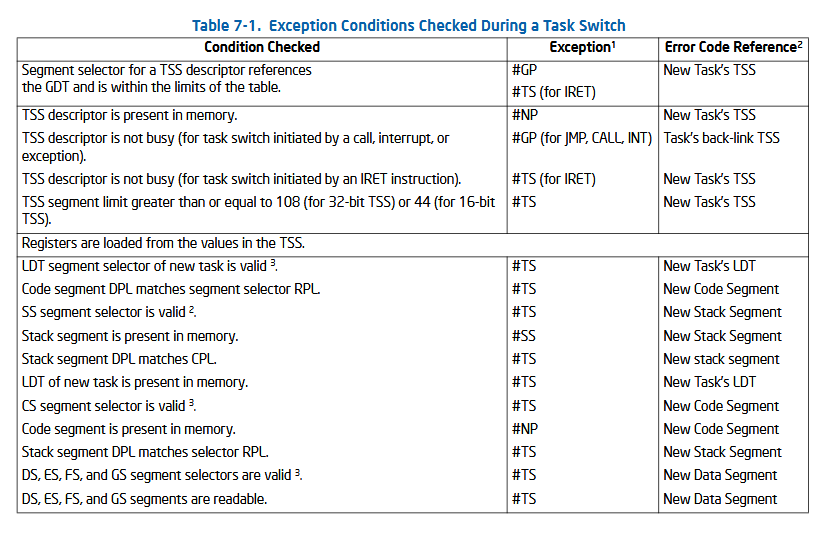 Table 7-1. Exception Conditions Checked During a Task Switch
Condition Checked Exception1 Error Code Reference2
Segment selector for a TSS descriptor references #GP New Task's TSS
the GDT and is within the limits of the table. #TS (for IRET)
TSS descriptor is present in memory. #NP New Task's TSS
TSS descriptor is not busy (for task switch initiated by a call, interrupt, or #GP (for JMP, CALL, INT) Task's back-link TSS
exception).
TSS descriptor is not busy (for task switch initiated by an IRET instruction). #TS (for IRET) New Task's TSS
TSS segment limit greater than or equal to 108 (for 32-bit TSS) or 44 (for 16-bit #TS New Task's TSS
TSS).
Registers are loaded from the values in the TSS.
LDT segment selector of new task is valid 3. #TS New Task's LDT
Code segment DPL matches segment selector RPL. #TS New Code Segment
SS segment selector is valid 2. #TS New Stack Segment
Stack segment is present in memory. #SS New Stack Segment
Stack segment DPL matches CPL. #TS New stack segment
LDT of new task is present in memory. #TS New Task's LDT
CS segment selector is valid 3. #TS New Code Segment
Code segment is present in memory. #NP New Code Segment
Stack segment DPL matches selector RPL. #TS New Stack Segment
DS, ES, FS, and GS segment selectors are valid 3. #TS New Data Segment
DS, ES, FS, and GS segments are readable. #TS New Data Segment